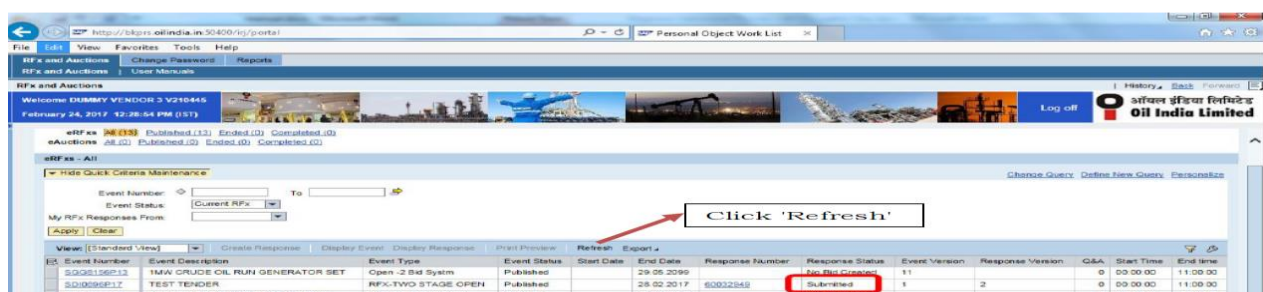 http://bkprs.oilindia.in:50400/irj/portal
Personal Object Work List
File Edit View Favorites Tools Help
RFx and Auctions Change Password Reports
RFx and Auctions | User Manuals
RFx and Auctions
History Back Forward
Welcome DUMMY VENDOR 3 V210445
February 24, 2017 12:28:54 PM (IST)
Log off
ऑयल इंडिया लिमिटेड
Oil India Limited
eRFxs All (13) Published (13) Ended (0) Completed (0)
eAuctions All (0) Published (0) Ended (0) Completed (0)
eRFxs - All
Hide Quick Criteria Maintenance
Change Query Define New Query Personalize
Event Number: To
Event Status: Current RFx
My RFx Responses From:
Click 'Refresh'
Apply Clear
View: [Standard View] Create Response Display Event Display Response Print Preview Refresh Export
Event Number Event Description Event Type Event Status Start Date End Date Response Number Response Status Event Version Response Version Q&A Start Time End time
1MW CRUDE OIL RUN GENERATOR SET Open -2 Bid Systm Published 29.05.2099 No Bid Created 11 0 00:00:00 11:00:00
SDI0096P17 TEST TENDER RFX-TWO STAGE OPEN Published 28.02.2017 60032949 Submitted 1 2 0 00:00:00 11:00:00